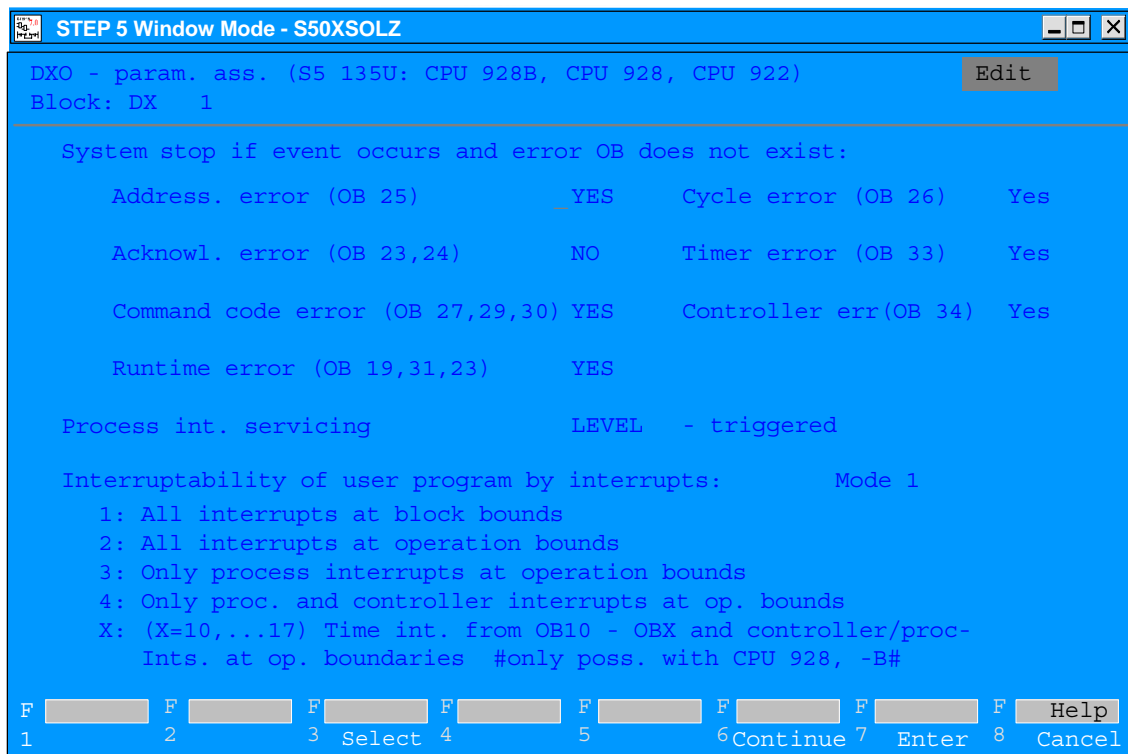 STEP 5 Window Mode - S50XSOLZ
DXO - param. ass. (S5 135U: CPU 928B, CPU 928, CPU 922) Edit
Block: DX 1
System stop if event occurs and error OB does not exist:
Address. error (OB 25) _YES Cycle error (OB 26) Yes
Acknowl. error (OB 23,24) NO Timer error (OB 33) Yes
Command code error (OB 27,29,30) YES Controller err(OB 34) Yes
Runtime error (OB 19,31,23) YES
Process int. servicing LEVEL - triggered
Interruptability of user program by interrupts: Mode 1
1: All interrupts at block bounds
2: All interrupts at operation bounds
3: Only process interrupts at operation bounds
4: Only proc. and controller interrupts at op. bounds
X: (X=10,...17) Time int. from OB10 - OBX and controller/proc-
Ints. at op. boundaries #only poss. with CPU 928, -B#
F F F F F F F F Help
1 2 3 Select 4 5 6 Continue 7 Enter 8 Cancel